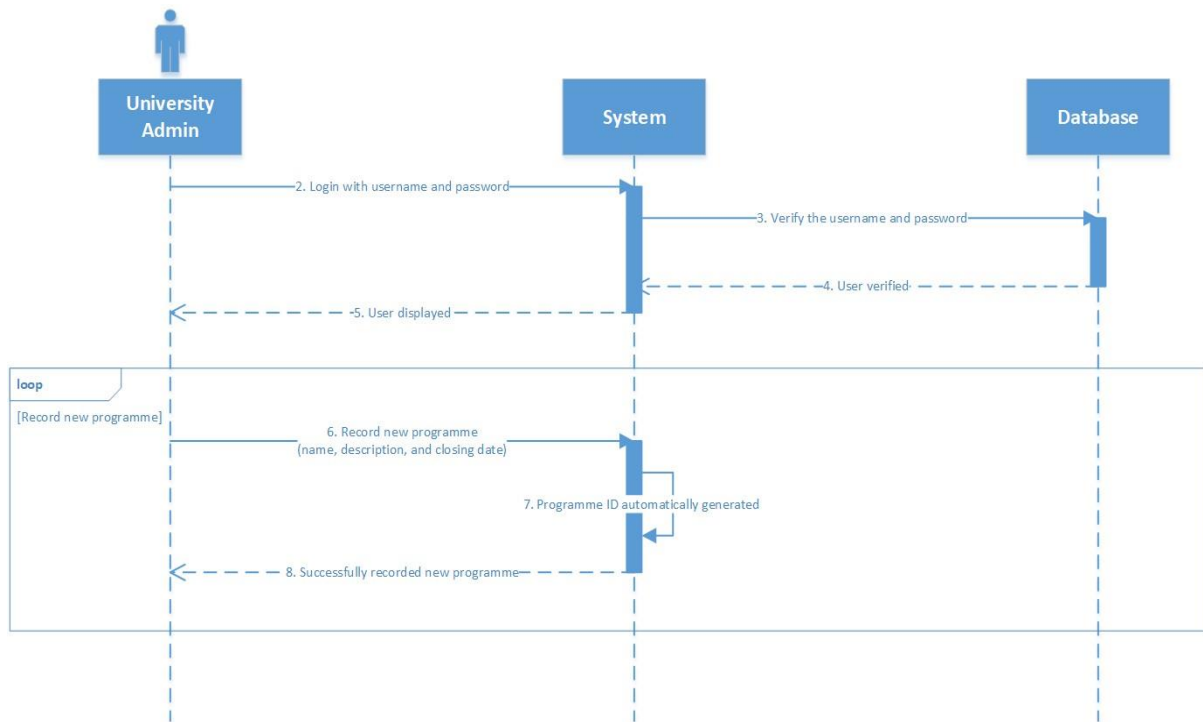 University
Admin
System
Database
2. Login with username and password
3. Verify the username and password
4. User verified
5. User displayed
loop
[Record new programme]
6. Record new programme
(name, description, and closing date)
7. Programme ID automatically generated
8. Successfully recorded new programme